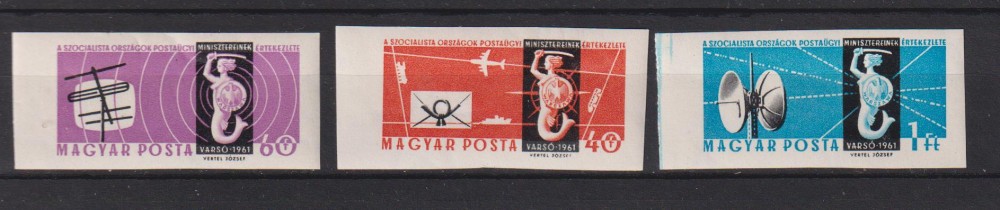 A SZOCIALISTA ORSZÁGOK POSTAÜGYI MINISZTEREINEK ÉRTEKEZLETE
MAGYAR POSTA VARSÓ·1961 60 f
VERTEL JÓZSEF
A SZOCIALISTA ORSZÁGOK POSTAÜGYI MINISZTEREINEK ÉRTEKEZLETE
MAGYAR POSTA VARSÓ·1961 40 f
VERTEL JÓZSEF
A SZOCIALISTA ORSZÁGOK POSTAÜGYI MINISZTEREINEK ÉRTEKEZLETE
MAGYAR POSTA VARSÓ·1961 1 Ft
VERTEL JÓZSEF